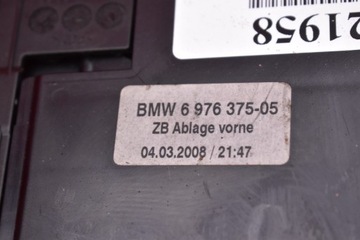 21958
BMW 6 976 375-05
ZB Ablage vorne
04.03.2008 / 21:47